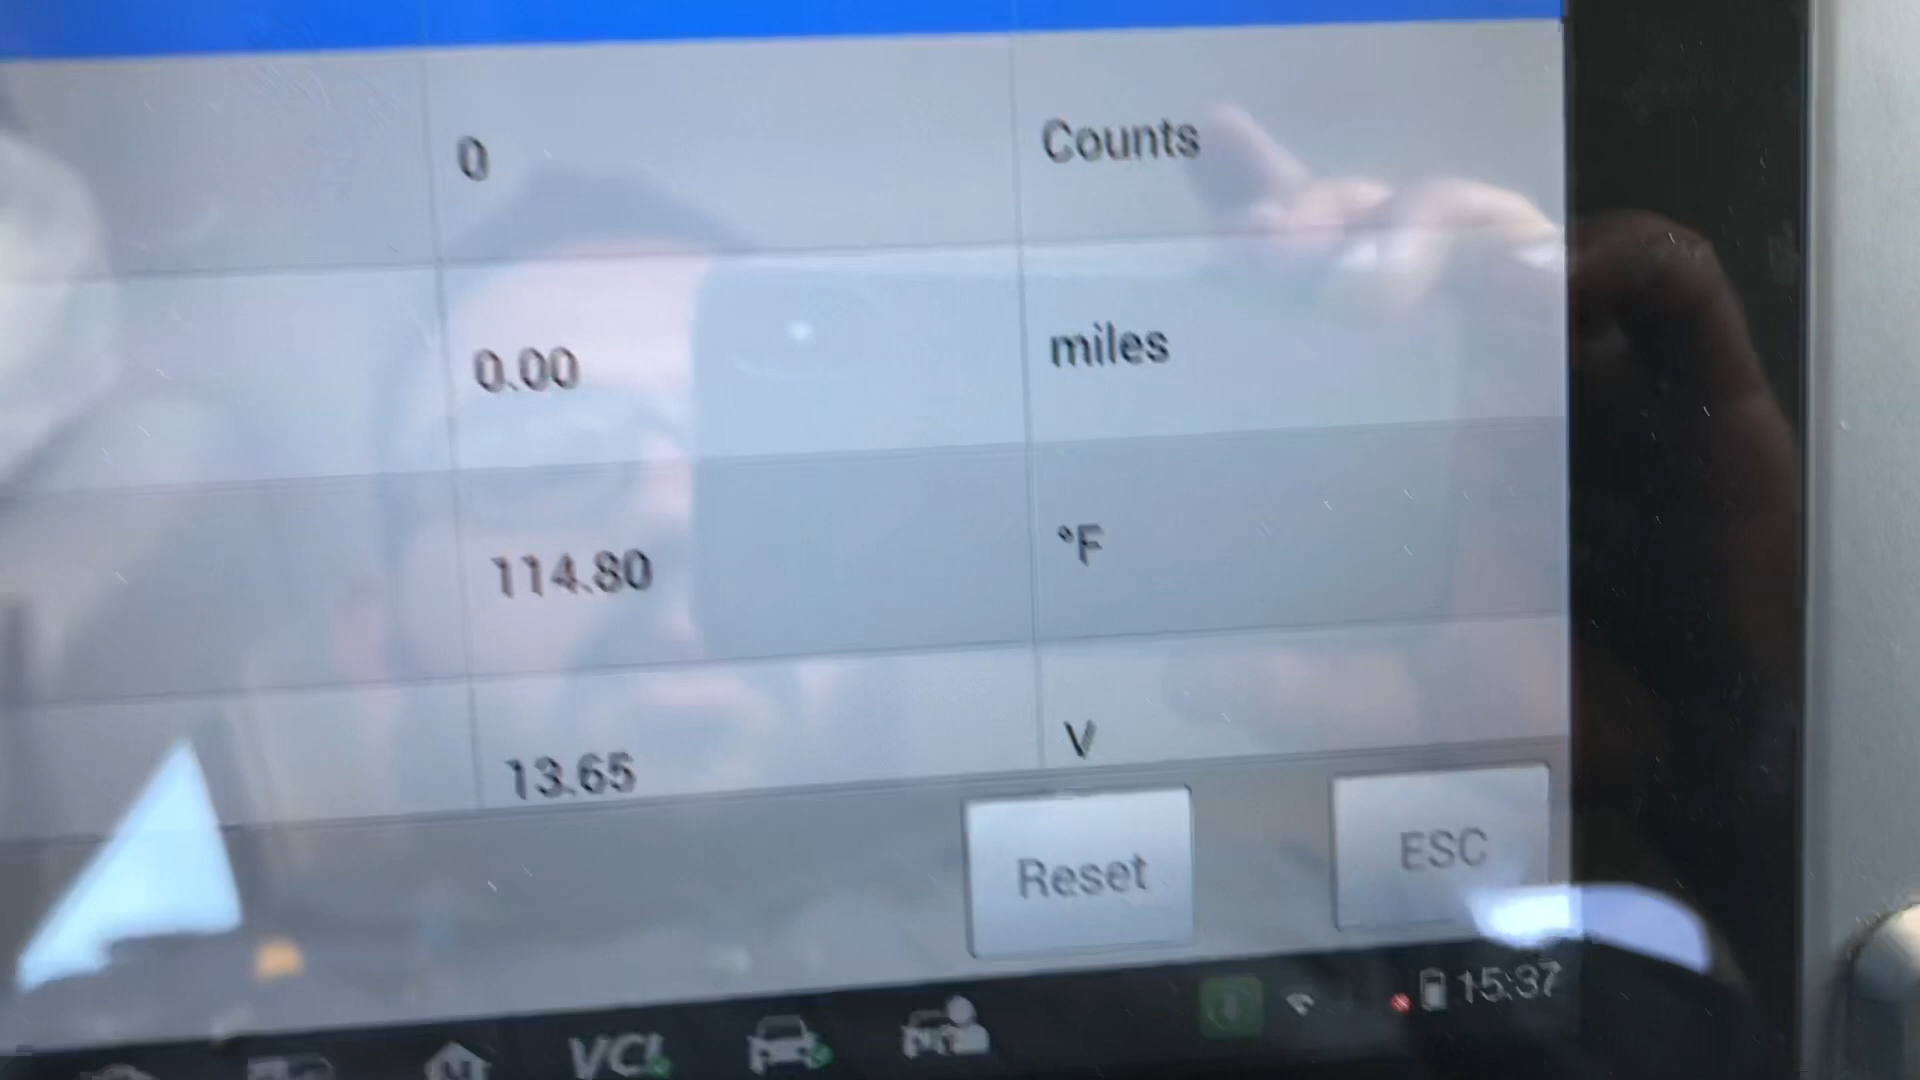 0 Counts
0.00 miles
114.80 °F
13.65 V
Reset ESC
VCI 15:37